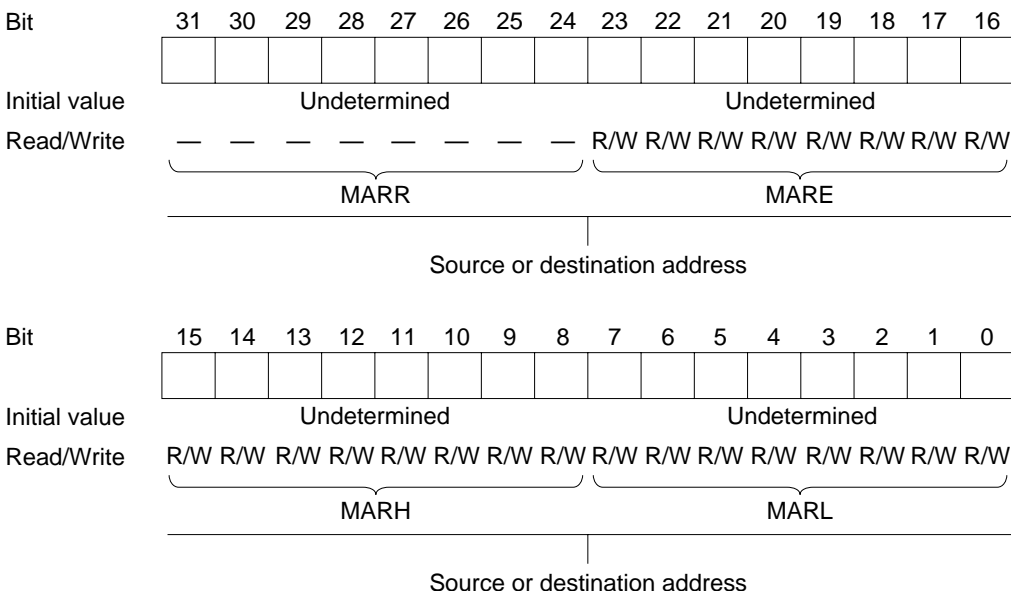 Bit 31 30 29 28 27 26 25 24 23 22 21 20 19 18 17 16
Initial value Undetermined Undetermined
Read/Write — — — — — — — — R/W R/W R/W R/W R/W R/W R/W R/W
MARR MARE
Source or destination address
Bit 15 14 13 12 11 10 9 8 7 6 5 4 3 2 1 0
Initial value Undetermined Undetermined
Read/Write R/W R/W R/W R/W R/W R/W R/W R/W R/W R/W R/W R/W R/W R/W R/W R/W
MARH MARL
Source or destination address